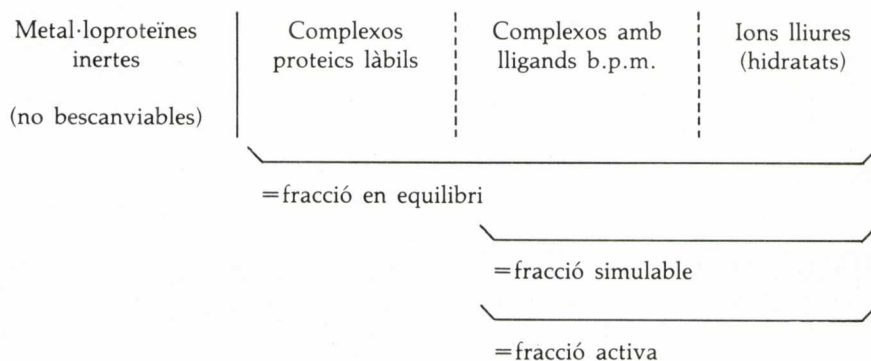 Metal·loproteïnes
inertes
(no bescanviables)
Complexos
proteics làbils
Complexos amb
lligands b.p.m.
Ions lliures
(hidratats)
=fracció en equilibri
=fracció simulable
=fracció activa